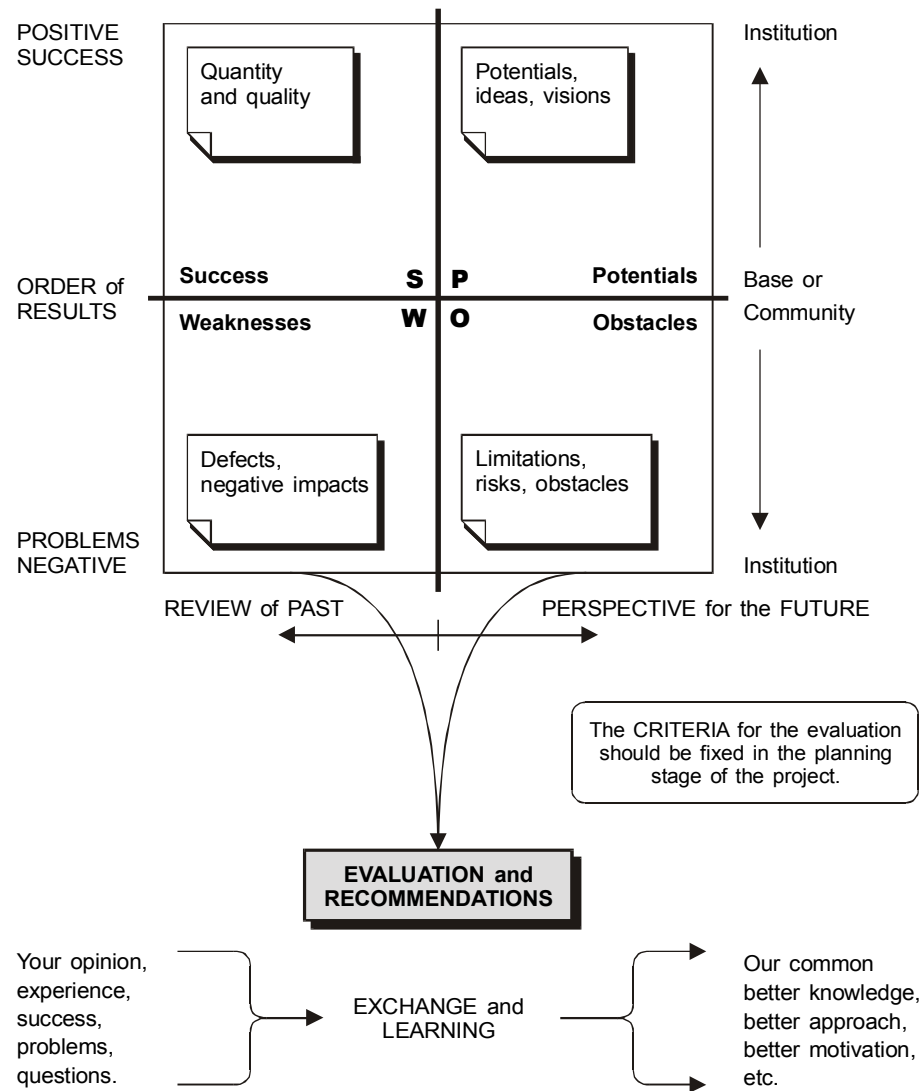 POSITIVE
SUCCESS
Quantity
and quality
Potentials,
ideas, visions
Institution
ORDER of
RESULTS
Success
S P
Potentials
Weaknesses
W O
Obstacles
Base or
Community
Defects,
negative impacts
Limitations,
risks, obstacles
PROBLEMS
NEGATIVE
Institution
REVIEW of PAST
PERSPECTIVE for the FUTURE
The CRITERIA for the evaluation
should be fixed in the planning
stage of the project.
EVALUATION and
RECOMMENDATIONS
Your opinion,
experience,
success,
problems,
questions.
EXCHANGE and
LEARNING
Our common
better knowledge,
better approach,
better motivation,
etc.